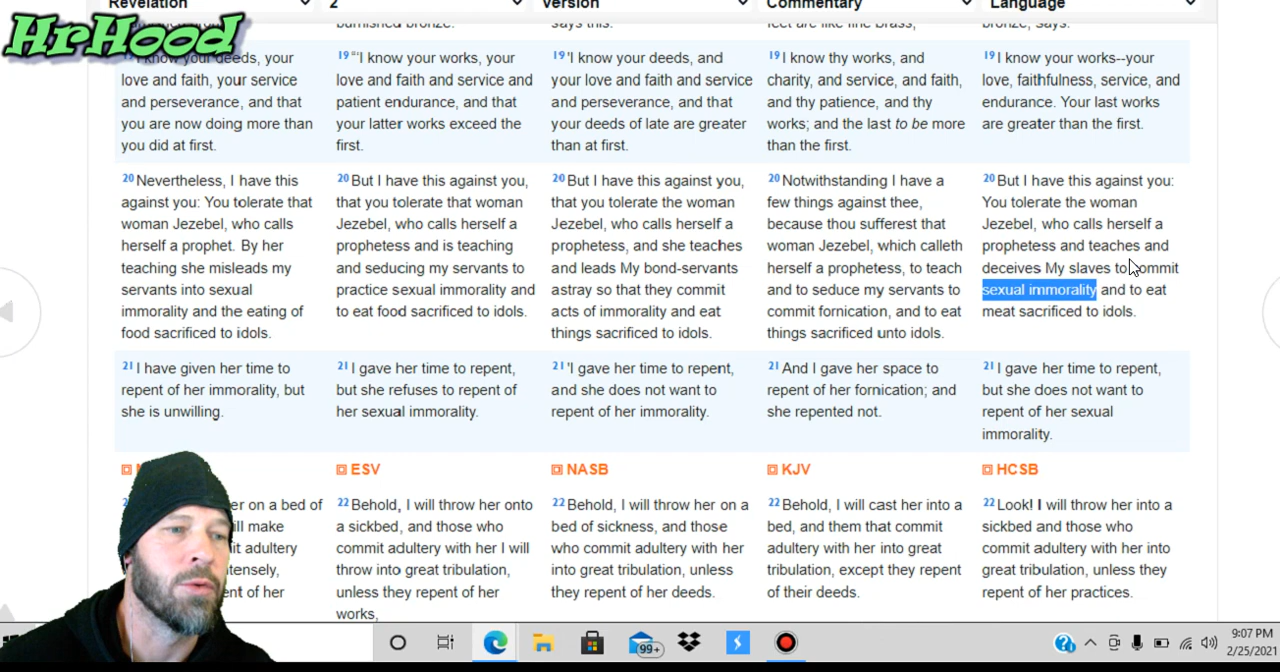 HrHood
Revelation
2
Version
Commentary
Language
burnished bronze.
says this:
feet are like fine brass;
bronze, says:
19 I know your deeds, your
love and faith, your service
and perseverance, and that
you are now doing more than
you did at first.
19 "'I know your works, your
love and faith and service and
patient endurance, and that
your latter works exceed the
first.
19 'I know your deeds, and
your love and faith and service
and perseverance, and that
your deeds of late are greater
than at first.
19 I know thy works, and
charity, and service, and faith,
and thy patience, and thy
works; and the last to be more
than the first.
19 I know your works--your
love, faithfulness, service, and
endurance. Your last works
are greater than the first.
20 Nevertheless, I have this
against you: You tolerate that
woman Jezebel, who calls
herself a prophet. By her
teaching she misleads my
servants into sexual
immorality and the eating of
food sacrificed to idols.
20 But I have this against you,
that you tolerate that woman
Jezebel, who calls herself a
prophetess and is teaching
and seducing my servants to
practice sexual immorality and
to eat food sacrificed to idols.
20 'But I have this against you,
that you tolerate the woman
Jezebel, who calls herself a
prophetess, and she teaches
and leads My bond-servants
astray so that they commit
acts of immorality and eat
things sacrificed to idols.
20 Notwithstanding I have a
few things against thee,
because thou sufferest that
woman Jezebel, which calleth
herself a prophetess, to teach
and to seduce my servants to
commit fornication, and to eat
things sacrificed unto idols.
20 But I have this against you:
You tolerate the woman
Jezebel, who calls herself a
prophetess and teaches and
deceives My slaves to commit
sexual immorality and to eat
meat sacrificed to idols.
21 I have given her time to
repent of her immorality, but
she is unwilling.
21 I gave her time to repent,
but she refuses to repent of
her sexual immorality.
21 'I gave her time to repent,
and she does not want to
repent of her immorality.
21 And I gave her space to
repent of her fornication; and
she repented not.
21 I gave her time to repent,
but she does not want to
repent of her sexual
immorality.
ESV
NASB
KJV
HCSB
er on a bed of
ill make
it adultery
ntensely,
ent of her
22 Behold, I will throw her onto
a sickbed, and those who
commit adultery with her I will
throw into great tribulation,
unless they repent of her
works,
22 'Behold, I will throw her on a
bed of sickness, and those
who commit adultery with her
into great tribulation, unless
they repent of her deeds.
22 Behold, I will cast her into a
bed, and them that commit
adultery with her into great
tribulation, except they repent
of their deeds.
22 Look! I will throw her into a
sickbed and those who
commit adultery with her into
great tribulation, unless they
repent of her practices.
99+
9:07 PM
2/25/2021